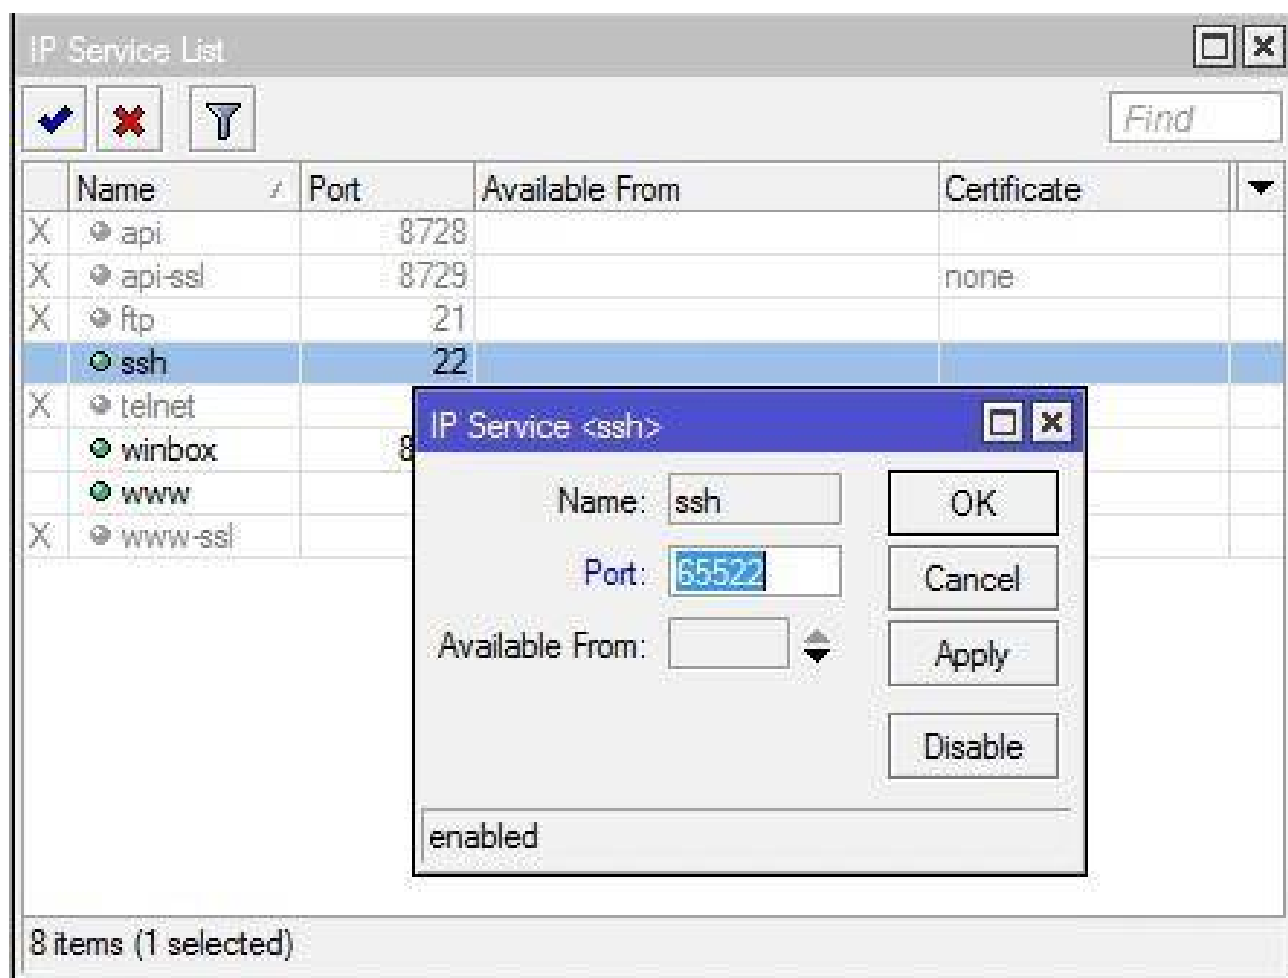 IP Service List
Find
Name Port Available From Certificate
X api 8728
X api-ssl 8729 none
X ftp 21
ssh 22
X telnet
winbox 8
www
X www-ssl
IP Service <ssh>
Name: ssh
OK
Port: 65522
Cancel
Available From:
Apply
Disable
enabled
8 items (1 selected)